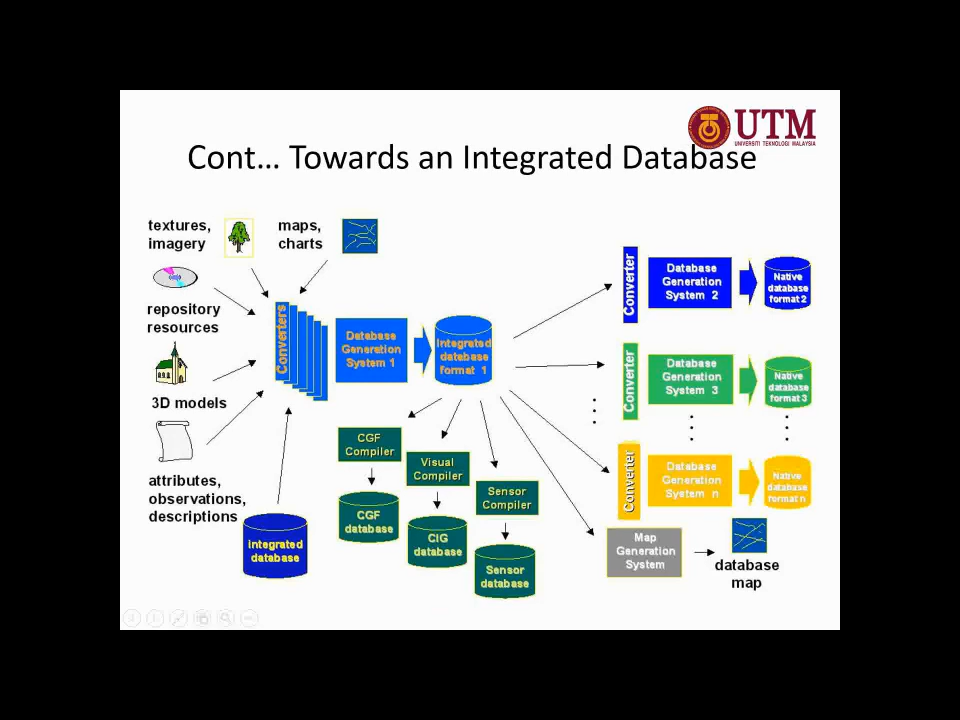 UTM
UNIVERSITI TEKNOLOGI MALAYSIA
Cont… Towards an Integrated Database
textures,
imagery
maps,
charts
repository
resources
3D models
attributes,
observations,
descriptions
integrated
database
Converters
Database
Generation
System 1
Integrated
database
format 1
CGF
Compiler
CGF
database
Visual
Compiler
CIG
database
Sensor
Compiler
Sensor
database
Converter
Database
Generation
System 2
Native
database
format 2
Converter
Database
Generation
System 3
Native
database
format 3
Converter
Database
Generation
System n
Native
database
format n
Map
Generation
System
database
map